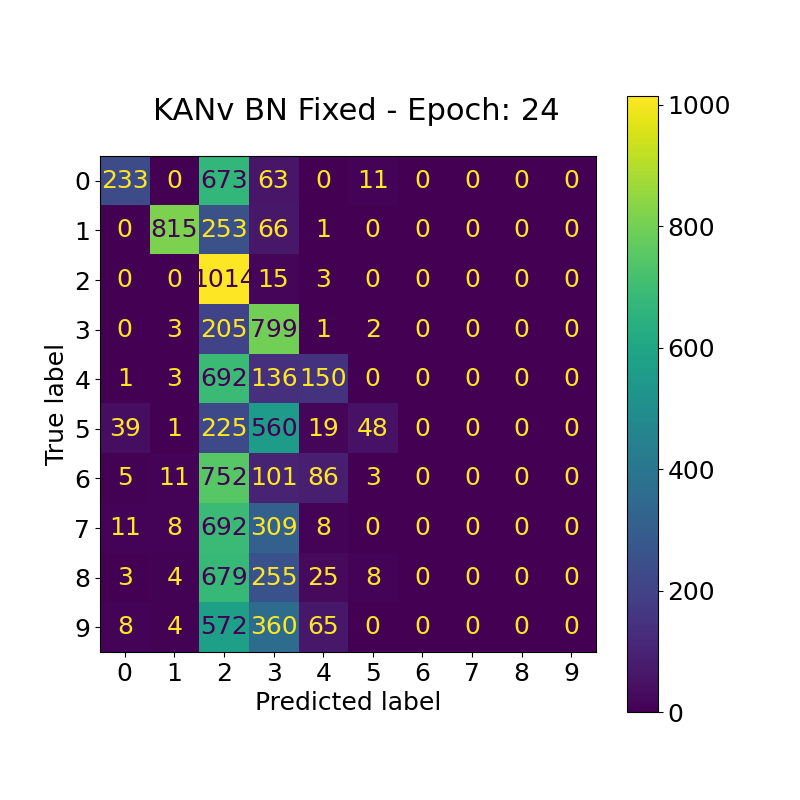 KANv BN Fixed - Epoch: 24
0 233 0 673 63 0 11 0 0 0 0
1 0 815 253 66 1 0 0 0 0 0
2 0 0 1014 15 3 0 0 0 0 0
3 0 3 205 799 1 2 0 0 0 0
4 1 3 692 136 150 0 0 0 0 0
5 39 1 225 560 19 48 0 0 0 0
6 5 11 752 101 86 3 0 0 0 0
7 11 8 692 309 8 0 0 0 0 0
8 3 4 679 255 25 8 0 0 0 0
9 8 4 572 360 65 0 0 0 0 0
0 1 2 3 4 5 6 7 8 9
Predicted label
True label
1000
800
600
400
200
0